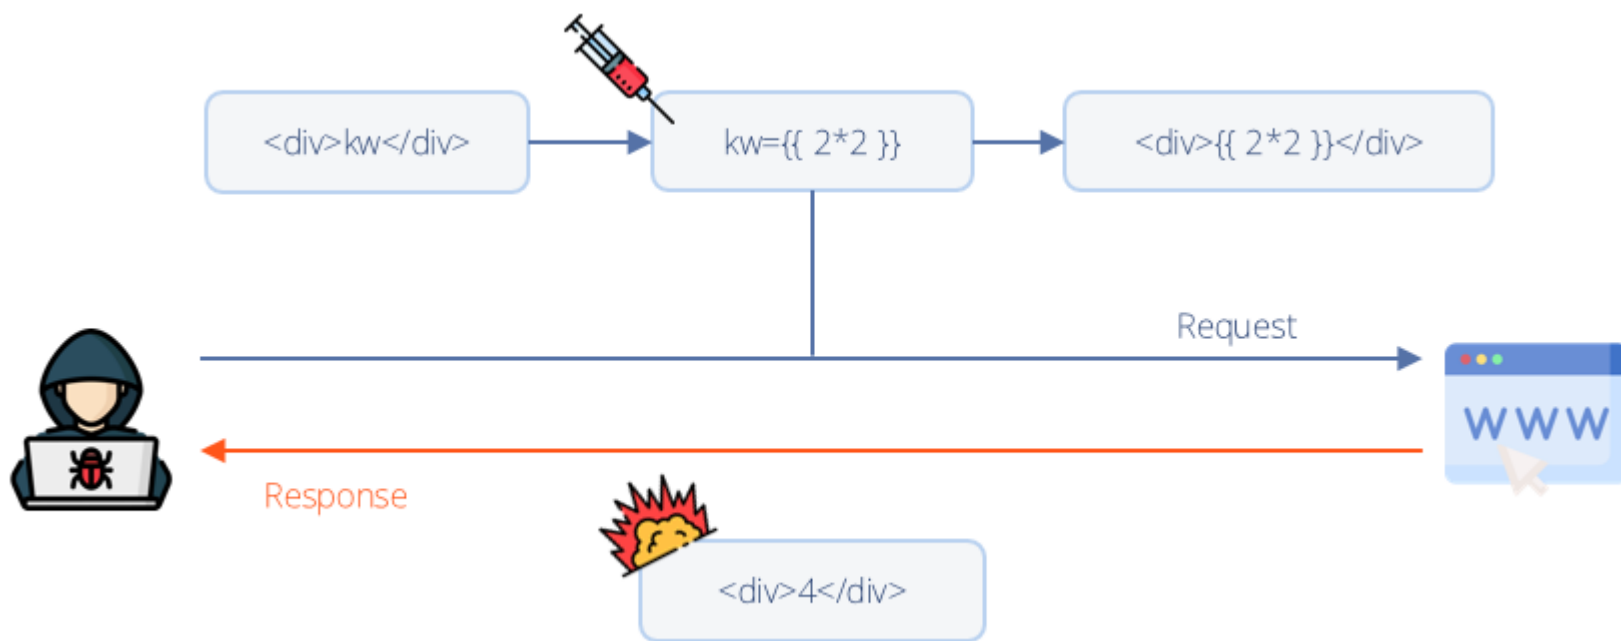 <div>kw</div>
kw={{ 2*2 }}
<div>{{ 2*2 }}</div>
Request
WWW
Response
<div>4</div>